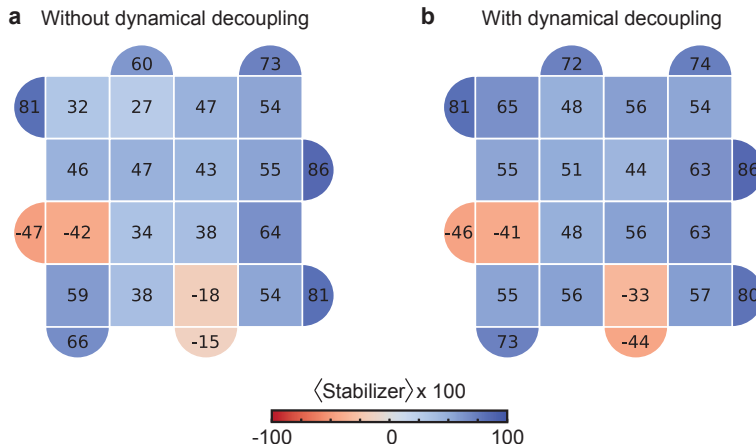 a Without dynamical decoupling
60 73
81 32 27 47 54
46 47 43 55 86
-47 -42 34 38 64
59 38 -18 54 81
66 -15
b With dynamical decoupling
72 74
81 65 48 56 54
55 51 44 63 86
-46 -41 48 56 63
55 56 -33 57 80
73 -44
⟨Stabilizer⟩ x 100
-100 0 100